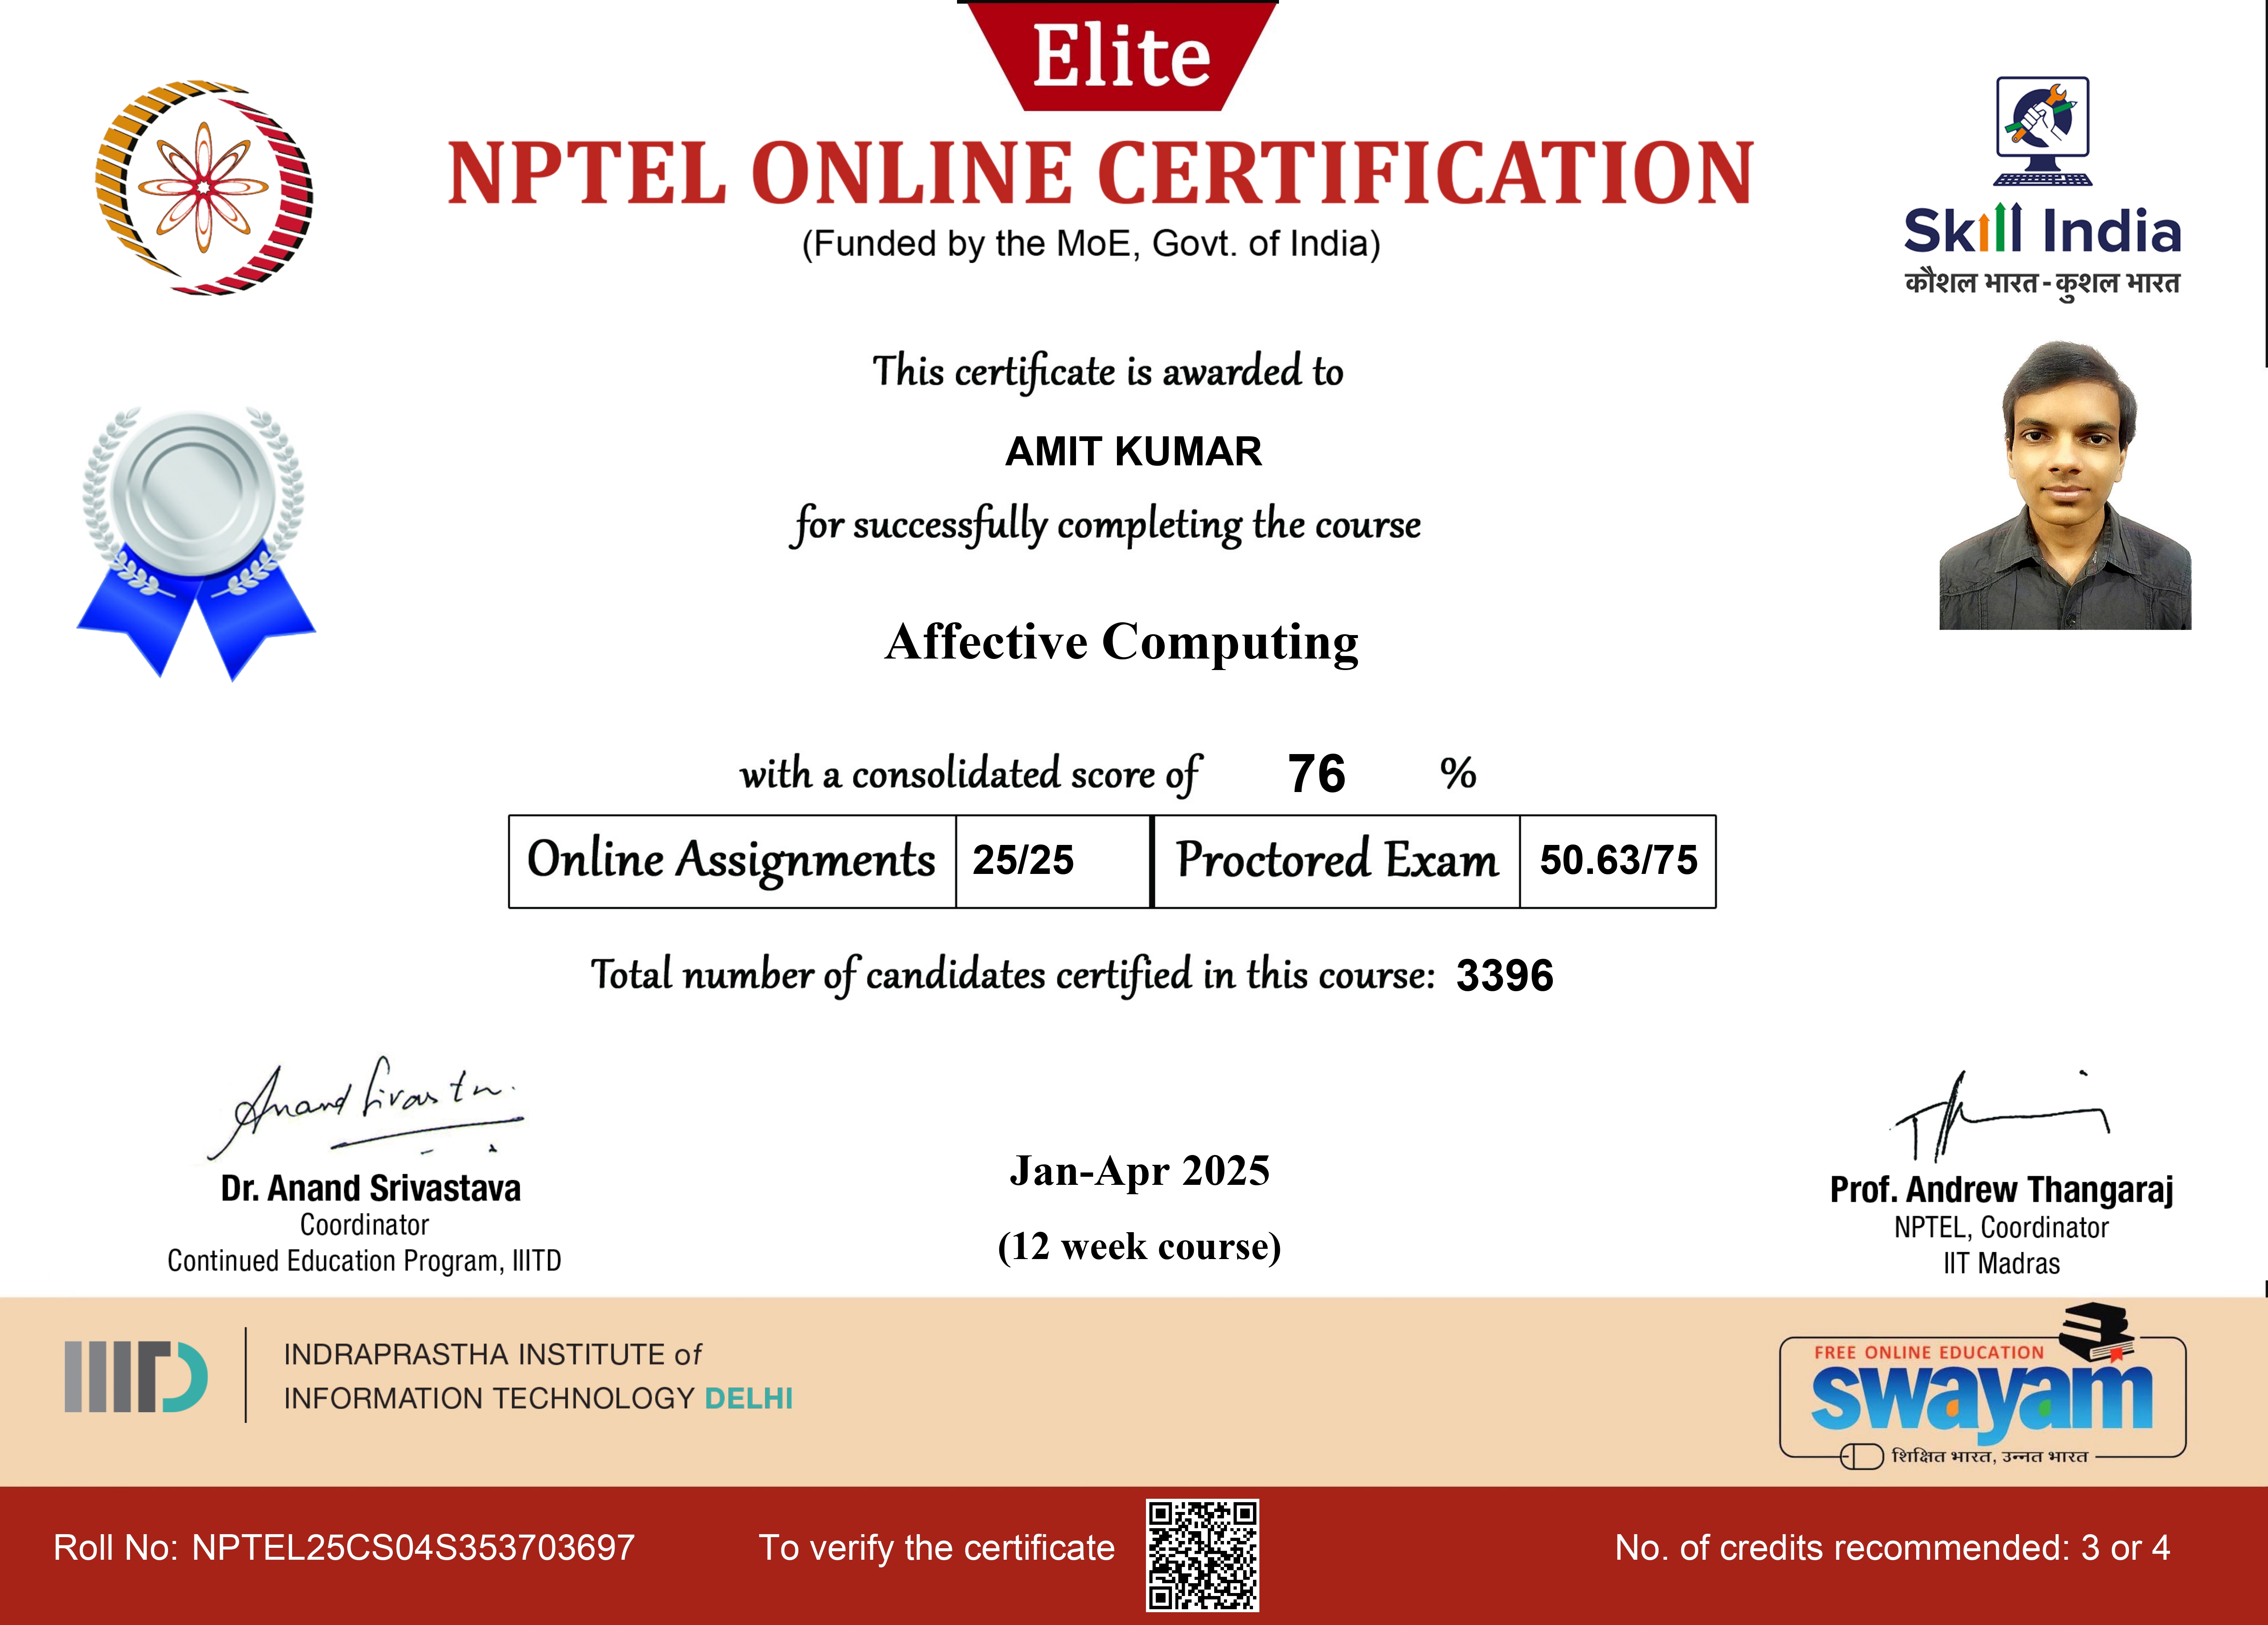 Elite
NPTEL ONLINE CERTIFICATION
(Funded by the MoE, Govt. of India)
Skill India
कौशल भारत - कुशल भारत
This certificate is awarded to
AMIT KUMAR
for successfully completing the course
Affective Computing
with a consolidated score of 76 %
Online Assignments 25/25 Proctored Exam 50.63/75
Total number of candidates certified in this course: 3396
Anand Srivastava
Dr. Anand Srivastava
Coordinator
Continued Education Program, IIITD
Jan-Apr 2025
(12 week course)
Prof. Andrew Thangaraj
NPTEL, Coordinator
IIT Madras
IIITD
INDRAPRASTHA INSTITUTE of
INFORMATION TECHNOLOGY DELHI
FREE ONLINE EDUCATION
swayam
शिक्षित भारत, उन्नत भारत
Roll No: NPTEL25CS04S353703697 To verify the certificate No. of credits recommended: 3 or 4